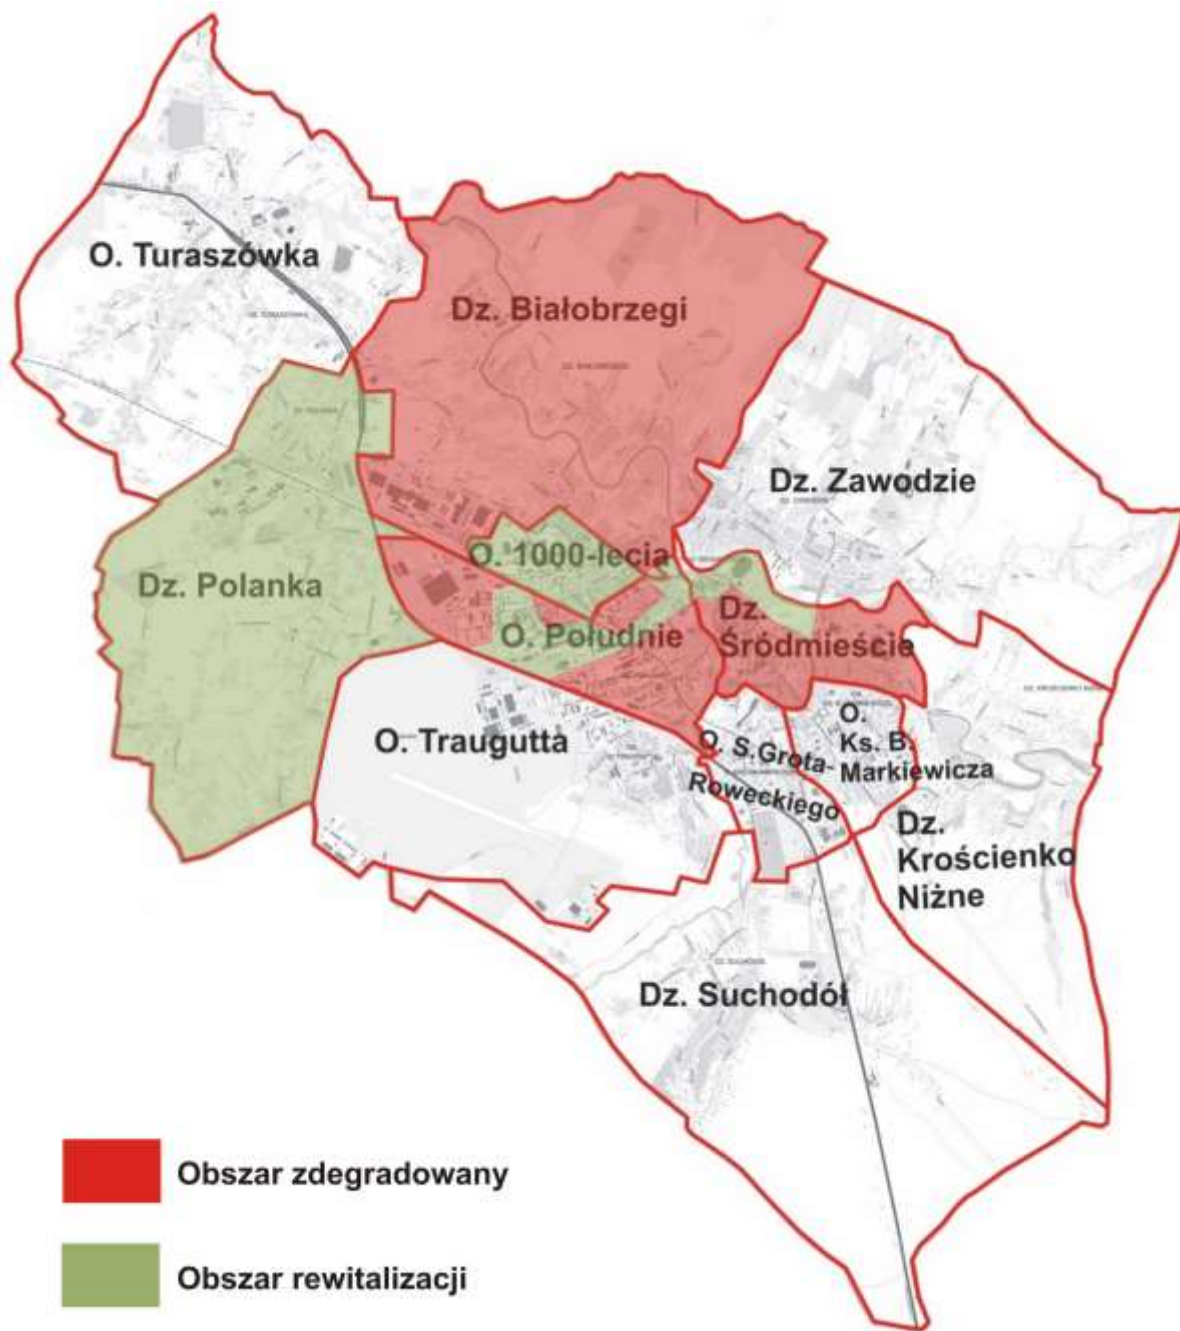 O. Turaszówka
Dz. Białobrzegi
Dz. Zawodzie
O. 1000-lecia
Dz. Polanka
O. Południe
Dz.
Śródmieście
O. Traugutta
O. S.Grota-
Roweckiego
O.
Ks. B.
Markiewicza
Dz.
Krościenko
Niżne
Dz. Suchodół
Obszar zdegradowany
Obszar rewitalizacji